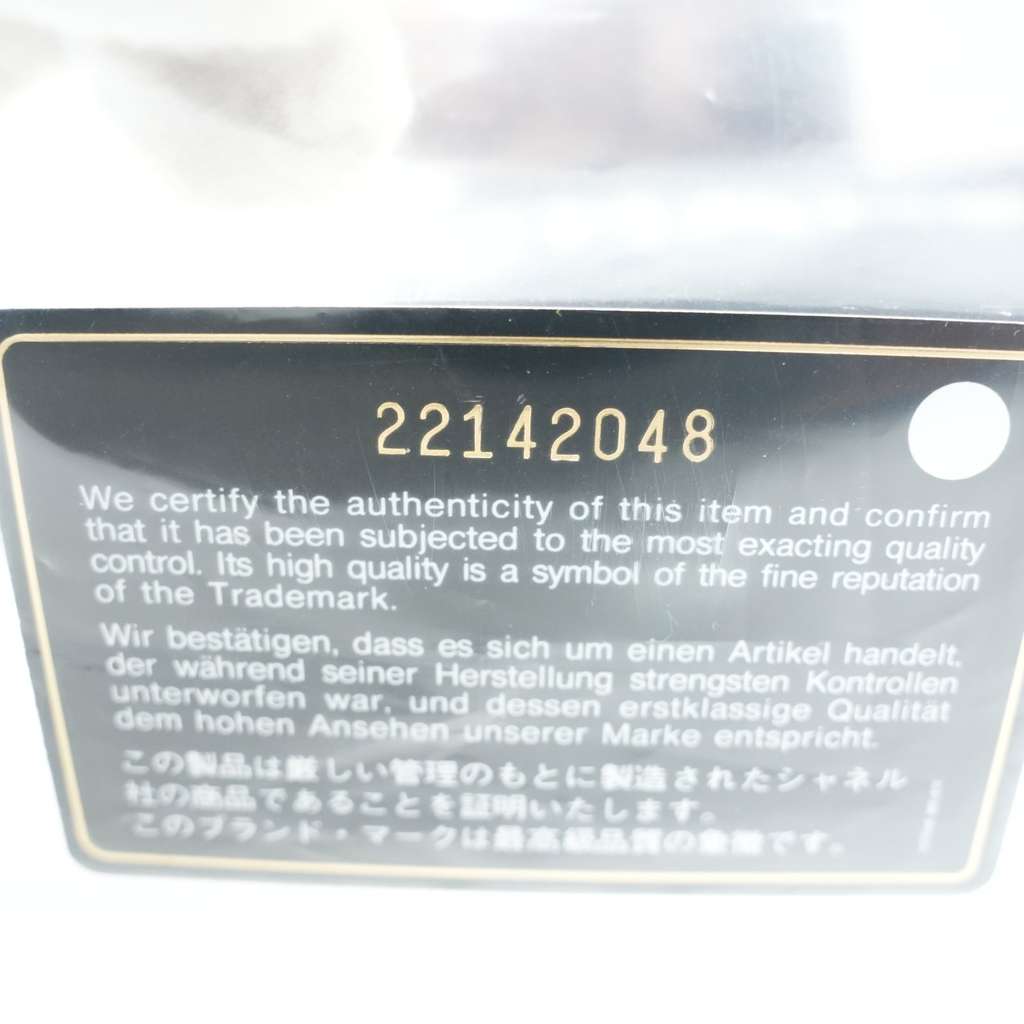 22142048
We certify the authenticity of this item and confirm
that it has been subjected to the most exacting quality
control. Its high quality is a symbol of the fine reputation
of the Trademark.
Wir bestätigen, dass es sich um einen Artikel handelt,
der während seiner Herstellung strengsten Kontrollen
unterworfen war, und dessen erstklassige Qualität
dem hohen Ansehen unserer Marke entspricht.
この製品は厳しい管理のもとに製造されたシャネル
社の商品であることを証明いたします。
このブランド・マークは最高級品質の象徴です。